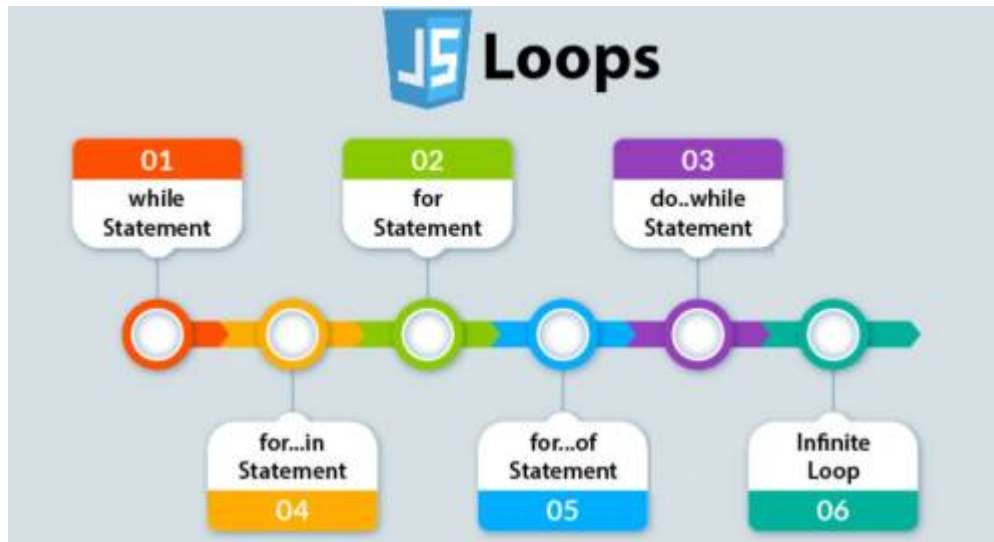 JS Loops
01
while
Statement
02
for
Statement
03
do..while
Statement
for...in
Statement
04
for...of
Statement
05
Infinite
Loop
06